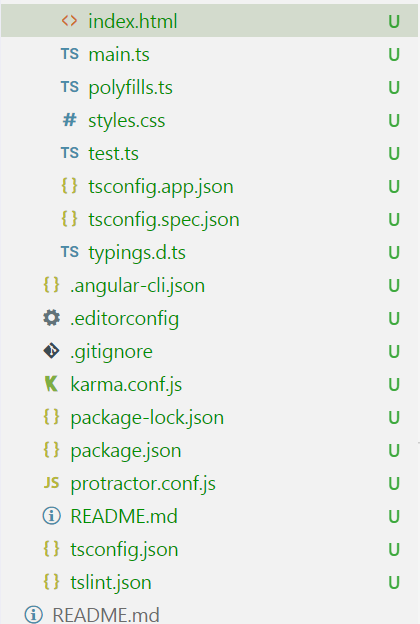 <> index.html U
TS main.ts U
TS polyfills.ts U
# styles.css U
TS test.ts U
{} tsconfig.app.json U
{} tsconfig.spec.json U
TS typings.d.ts U
{} .angular-cli.json U
.editorconfig U
.gitignore U
K karma.conf.js U
{} package-lock.json U
{} package.json U
JS protractor.conf.js U
README.md U
{} tsconfig.json U
{} tslint.json U
README.md